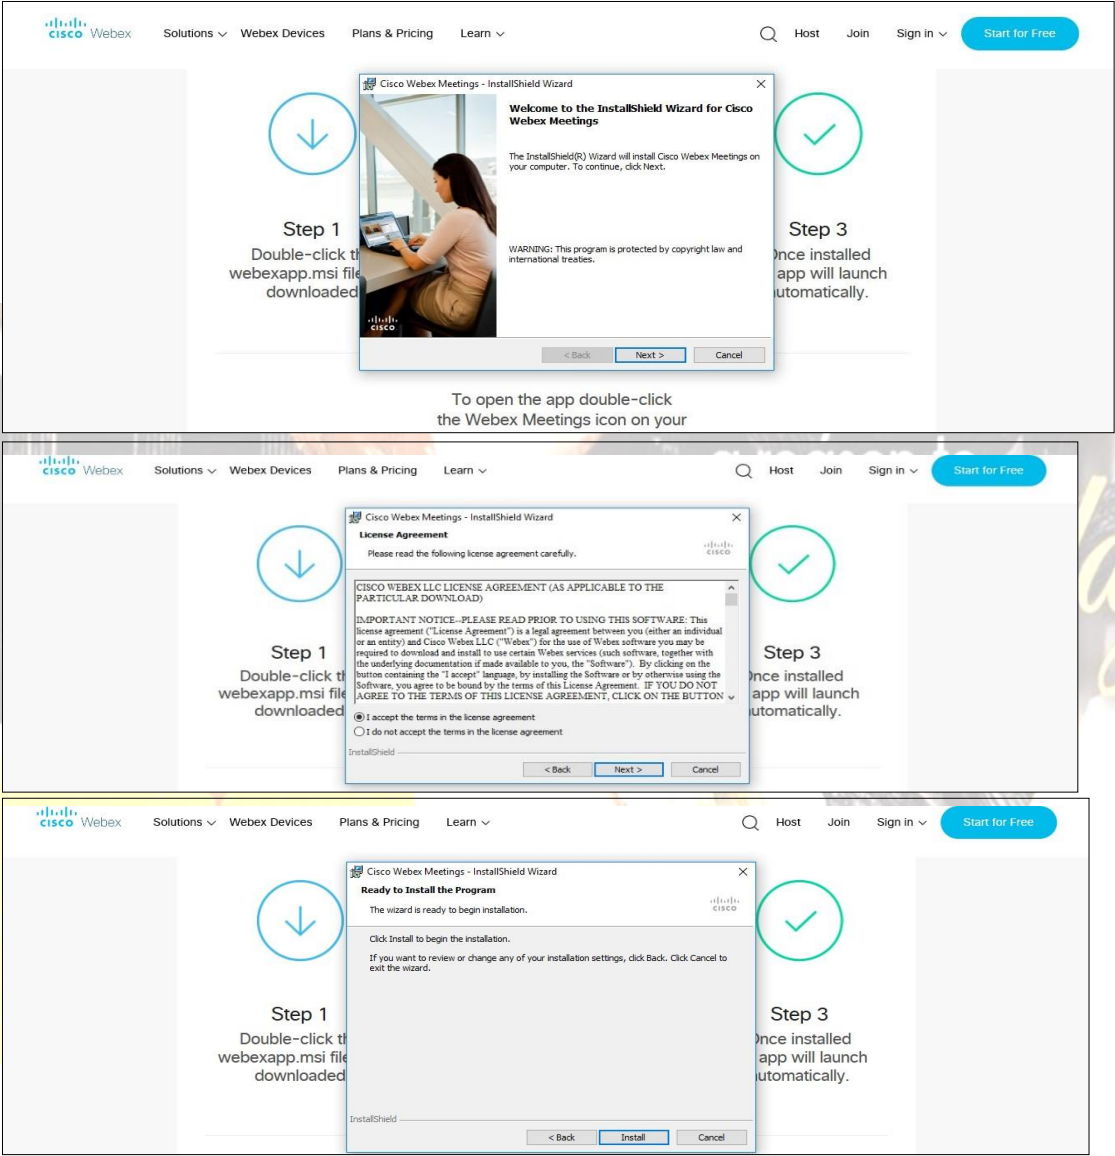 CISCO Webex Solutions Webex Devices Plans & Pricing Learn Host Join Sign in Start for Free
Cisco Webex Meetings - InstallShield Wizard
Welcome to the InstallShield Wizard for Cisco
Webex Meetings
The InstallShield(R) Wizard will install Cisco Webex Meetings on
your computer. To continue, click Next.
WARNING: This program is protected by copyright law and
international treaties.
CISCO
< Back Next > Cancel
Step 1
Double-click
webexapp.msi file
downloaded
Step 3
installed
app will launch
To open the app double-click
the Webex Meetings icon on your
CISCO Webex Solutions Webex Devices Plans & Pricing Learn Host Join Sign in Start for Free
Cisco Webex Meetings - InstallShield Wizard
License Agreement
Please read the following license agreement carefully.
CISCO
CISCO WEBEX LLC LICENSE AGREEMENT (AS APPLICABLE TO THE
PARTICULAR DOWNLOAD)
IMPORTANT NOTICE--PLEASE READ PRIOR TO USING THIS SOFTWARE: This
license agreement ("License Agreement") is a legal agreement between you (either an individual
or an entity) and Cisco Webex LLC ("Webex") for the use of Webex software you may be
required to download and install to use certain Webex services (such software, together with
the underlying documentation if made available to you, the "Software"). By clicking on the
button containing the "I accept" language, by installing the Software or by otherwise using the
Software, you agree to be bound by the terms of this License Agreement. IF YOU DO NOT
AGREE TO THE TERMS OF THIS LICENSE AGREEMENT, CLICK ON THE BUTTON
I accept the terms in the license agreement
I do not accept the terms in the license agreement
InstallShield
< Back Next > Cancel
Step 1
Double-click
webexapp.msi file
downloaded
Step 3
installed
app will launch
CISCO Webex Solutions Webex Devices Plans & Pricing Learn Host Join Sign in Start for Free
Cisco Webex Meetings - InstallShield Wizard
Ready to Install the Program
The wizard is ready to begin installation.
CISCO
Click Install to begin the installation.
If you want to review or change any of your installation settings, click Back. Click Cancel to
exit the wizard.
InstallShield
< Back Install Cancel
Step 1
Double-click
webexapp.msi file
downloaded
Step 3
installed
app will launch